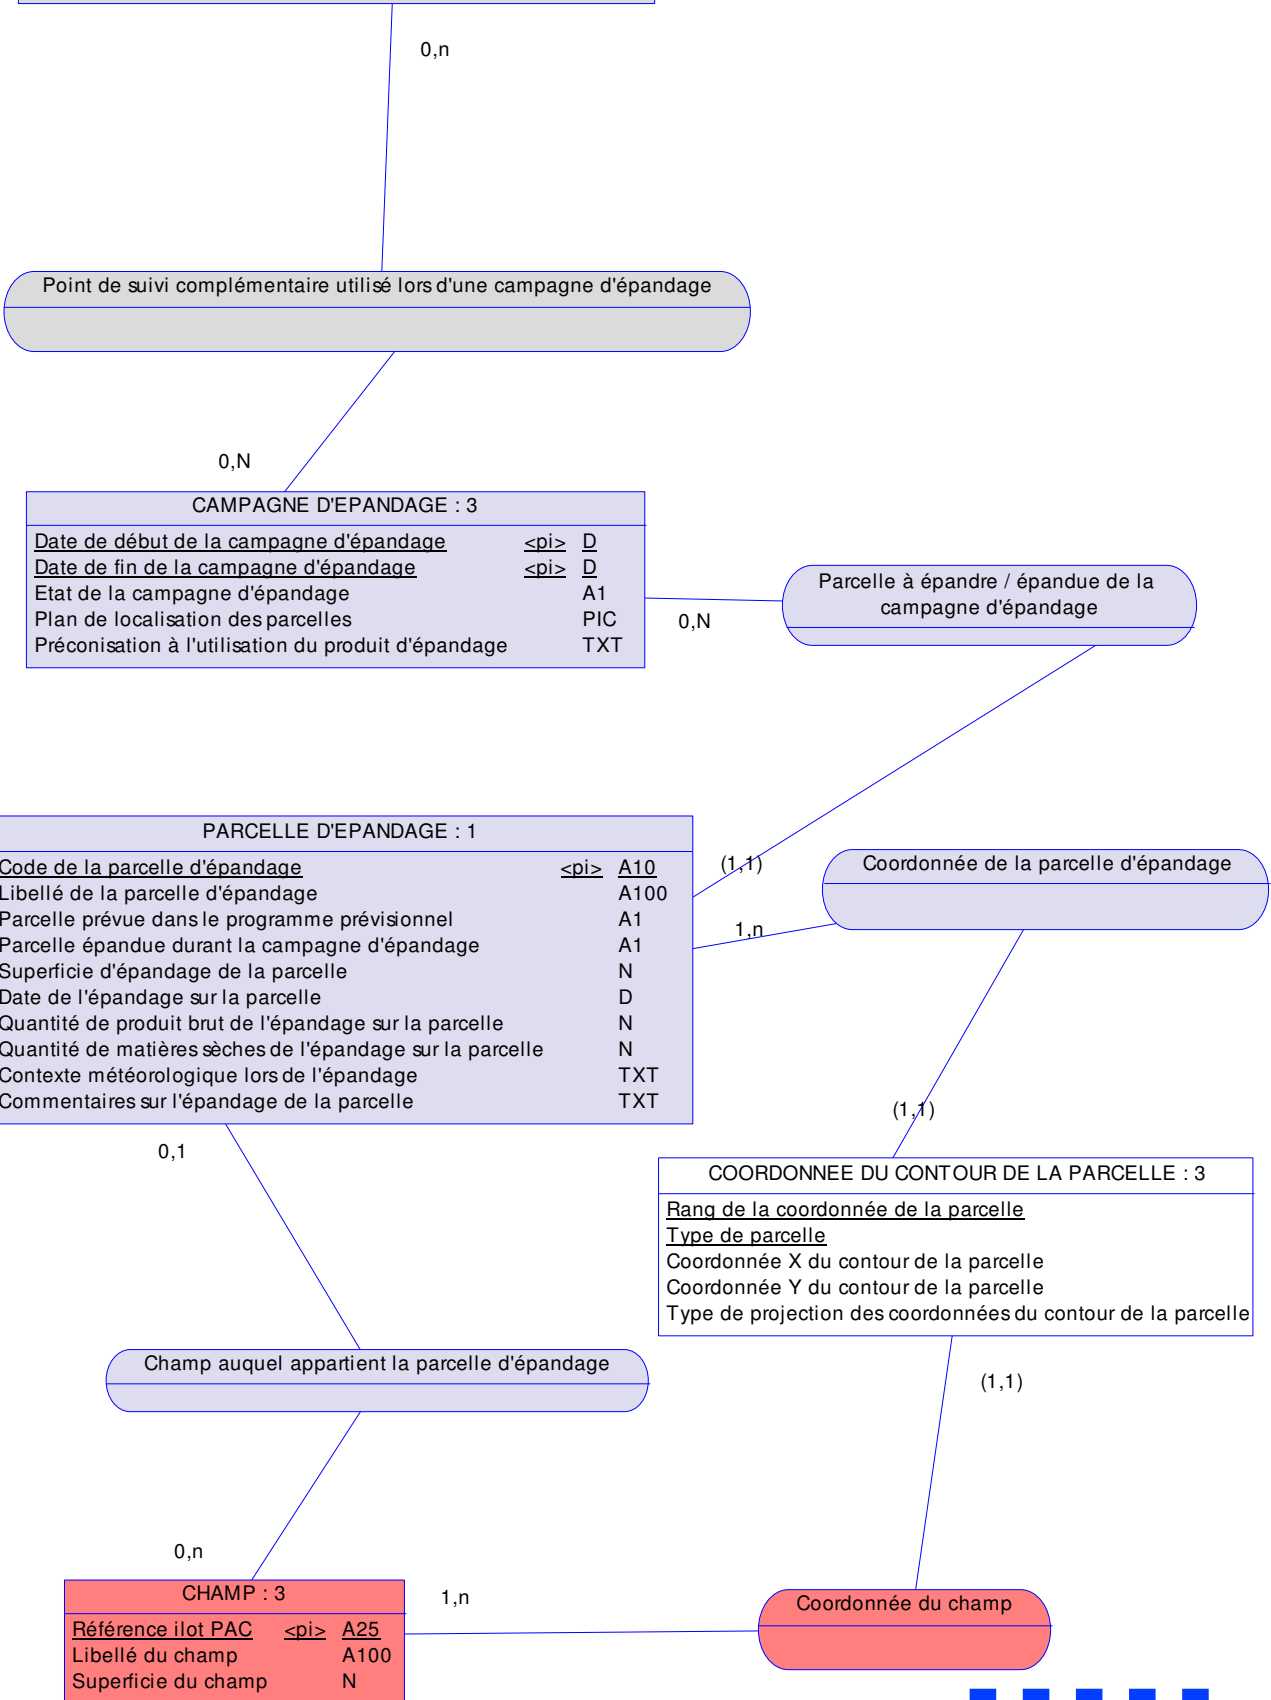 0,n
Point de suivi complémentaire utilisé lors d'une campagne d'épandage
0,N
CAMPAGNE D'EPANDAGE : 3
Date de début de la campagne d'épandage <pi> D
Date de fin de la campagne d'épandage <pi> D
Etat de la campagne d'épandage A1
Plan de localisation des parcelles PIC
Préconisation à l'utilisation du produit d'épandage TXT
0,N
Parcelle à épandre / épandue de la
campagne d'épandage
PARCELLE D'EPANDAGE : 1
Code de la parcelle d'épandage <pi> A10
Libellé de la parcelle d'épandage A100
Parcelle prévue dans le programme prévisionnel A1
Parcelle épandue durant la campagne d'épandage A1
Superficie d'épandage de la parcelle N
Date de l'épandage sur la parcelle D
Quantité de produit brut de l'épandage sur la parcelle N
Quantité de matières sèches de l'épandage sur la parcelle N
Contexte météorologique lors de l'épandage TXT
Commentaires sur l'épandage de la parcelle TXT
(1,1)
1,n
Coordonnée de la parcelle d'épandage
(1,1)
0,1
COORDONNEE DU CONTOUR DE LA PARCELLE : 3
Rang de la coordonnée de la parcelle
Type de parcelle
Coordonnée X du contour de la parcelle
Coordonnée Y du contour de la parcelle
Type de projection des coordonnées du contour de la parcelle
Champ auquel appartient la parcelle d'épandage
(1,1)
0,n
CHAMP : 3
Référence ilot PAC <pi> A25
Libellé du champ A100
Superficie du champ N
1,n
Coordonnée du champ